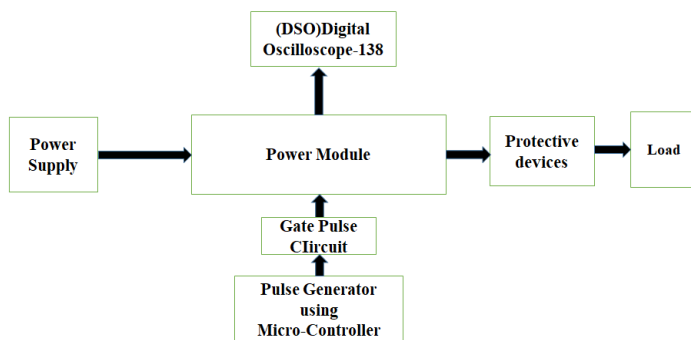 (DSO)Digital
Oscilloscope-138
Power
Supply
Power Module
Protective
devices
Load
Gate Pulse
CIircuit
Pulse Generator
using
Micro-Controller